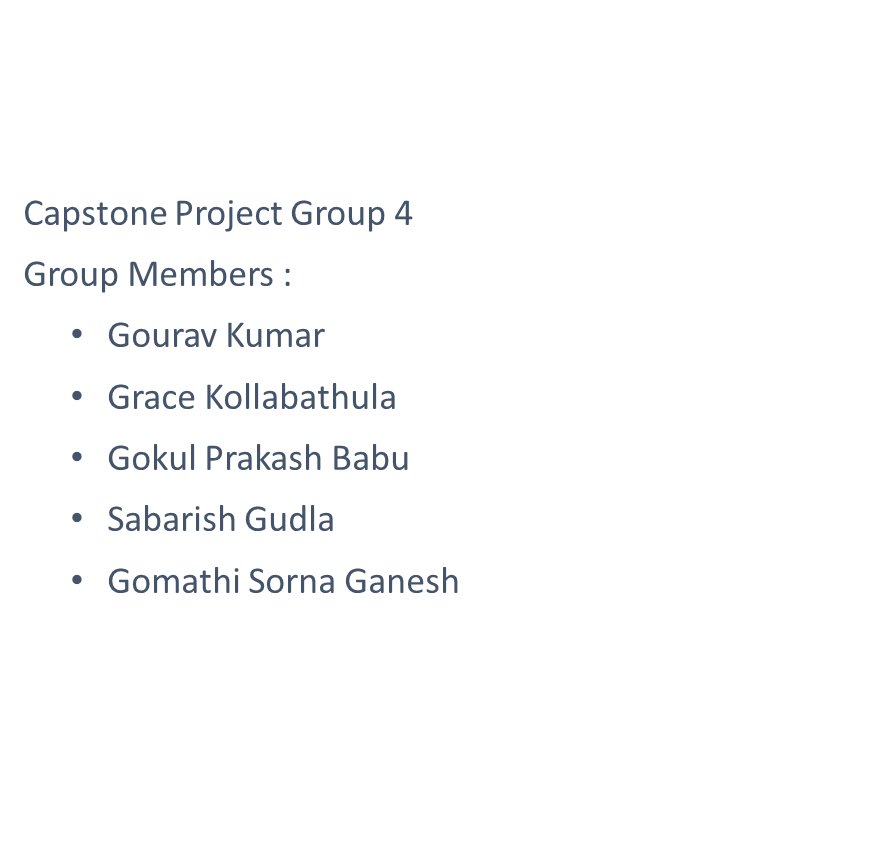 Capstone Project Group 4
Group Members :
• Gourav Kumar
• Grace Kollabathula
• Gokul Prakash Babu
• Sabarish Gudla
• Gomathi Sorna Ganesh